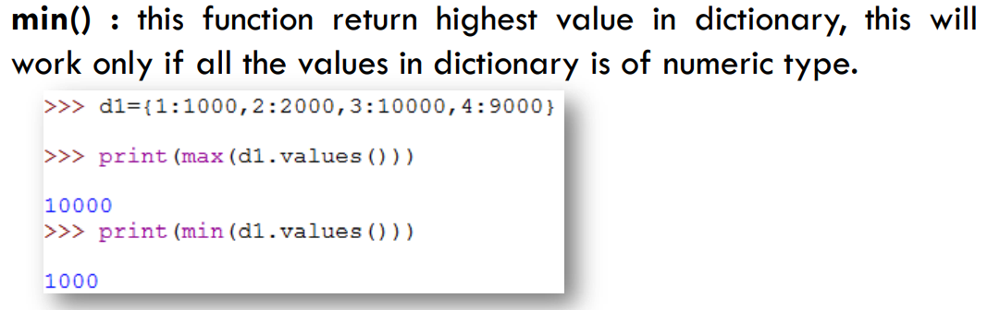 min() : this function return highest value in dictionary, this will
work only if all the values in dictionary is of numeric type.
>>> d1={1:1000,2:2000,3:10000,4:9000}
>>> print(max(d1.values()))
10000
>>> print(min(d1.values()))
1000